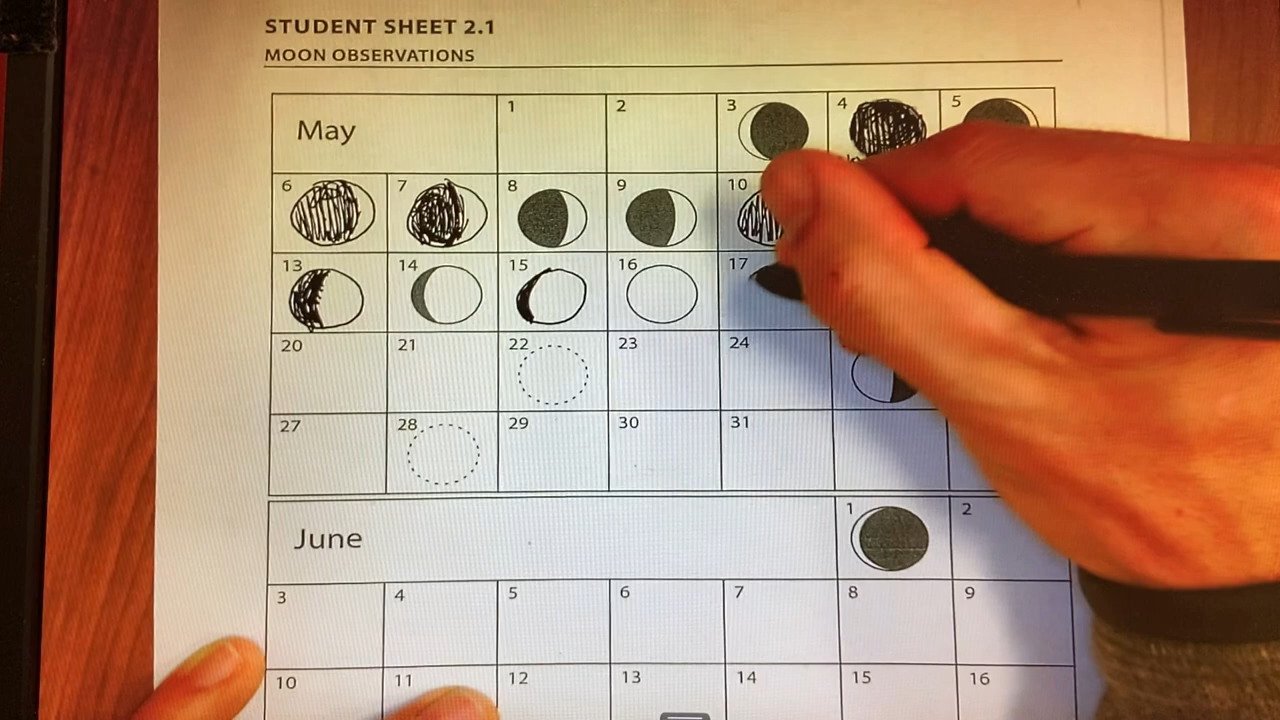 STUDENT SHEET 2.1
MOON OBSERVATIONS
May 1 2 3 4 5
6 7 8 9 10
13 14 15 16 17
20 21 22 23 24
27 28 29 30 31
June 1 2
3 4 5 6 7 8 9
10 11 12 13 14 15 16